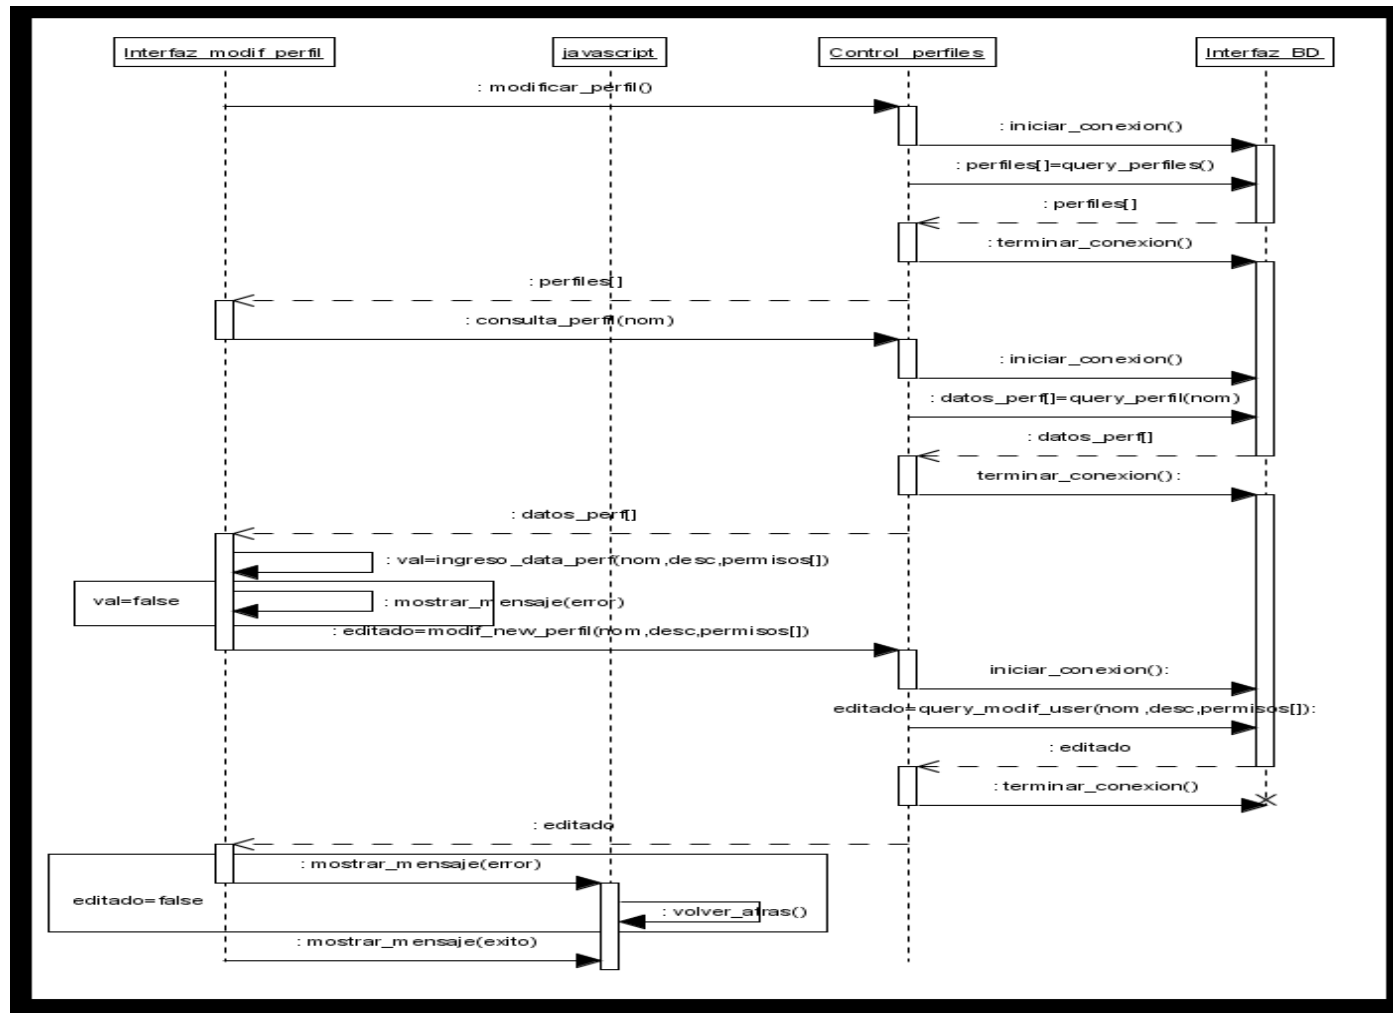 Interfaz_modif_perfil
javascript
Control_perfiles
Interfaz_BD
: modificar_perfil()
: iniciar_conexion()
: perfiles[]=query_perfiles()
: perfiles[]
: terminar_conexion()
: perfiles[]
: consulta_perfil(nom)
: iniciar_conexion()
: datos_perf[]=query_perfil(nom)
: datos_perf[]
terminar_conexion():
: datos_perf[]
: val=ingreso_data_perf(nom,desc,permisos[])
val=false
: mostrar_mensaje(error)
: editado=modif_new_perfil(nom,desc,permisos[])
iniciar_conexion():
editado=query_modif_user(nom,desc,permisos[]):
: editado
: terminar_conexion()
: editado
: mostrar_mensaje(error)
editado=false
: volver_atras()
: mostrar_mensaje(exito)